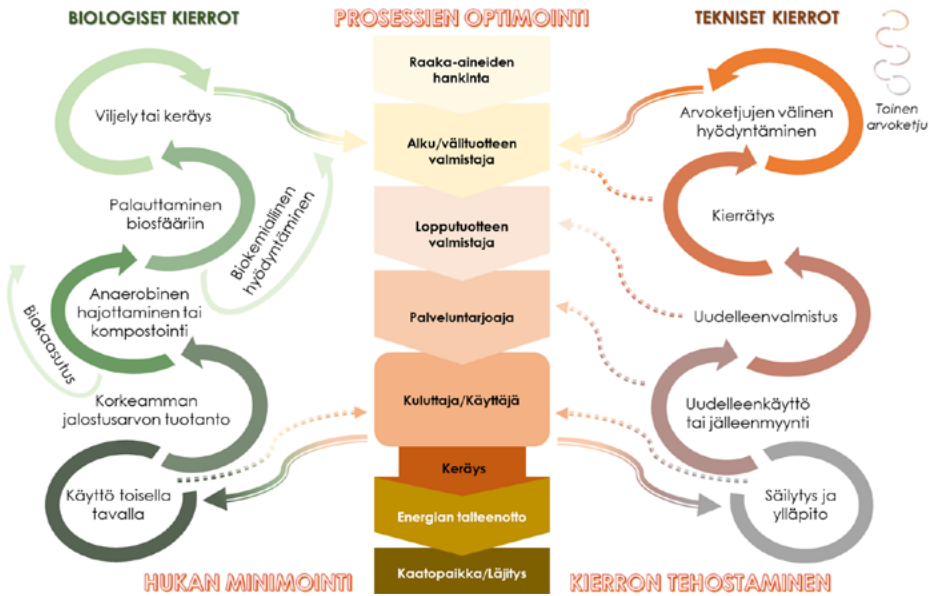 BIOLOGISET KIERROT
PROSESSIEN OPTIMOINTI
TEKNISET KIERROT
Viljely tai keräys
Palauttaminen
biosfääriin
Biokemiallinen
hyödyntäminen
Anaerobinen
hajottaminen tai
kompostointi
Biokaasutus
Korkeamman
jalostusarvon tuotanto
Käyttö toisella
tavalla
Raaka-aineiden
hankinta
Alku/välituotteen
valmistaja
Lopputuotteen
valmistaja
Palveluntarjoaja
Kuluttaja/Käyttäjä
Keräys
Energian talteenotto
Kaatopaikka/Läjitys
Arvoketjujen välinen
hyödyntäminen
Toinen
arvoketju
Kierrätys
Uudelleenvalmistus
Uudelleenkäyttö
tai jälleenmyynti
Säilytys ja
ylläpito
HUKAN MINIMOINTI
KIERRON TEHOSTAMINEN